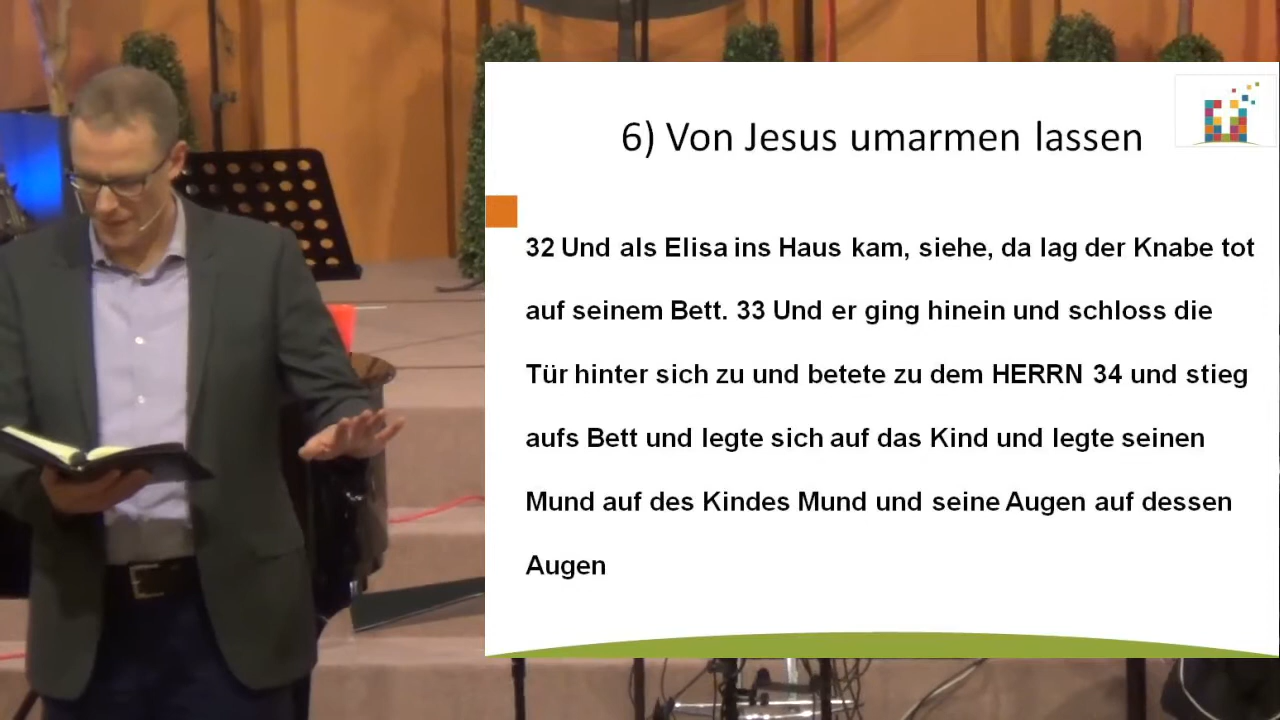 6) Von Jesus umarmen lassen
32 Und als Elisa ins Haus kam, siehe, da lag der Knabe tot
auf seinem Bett. 33 Und er ging hinein und schloss die
Tür hinter sich zu und betete zu dem HERRN 34 und stieg
aufs Bett und legte sich auf das Kind und legte seinen
Mund auf des Kindes Mund und seine Augen auf dessen
Augen